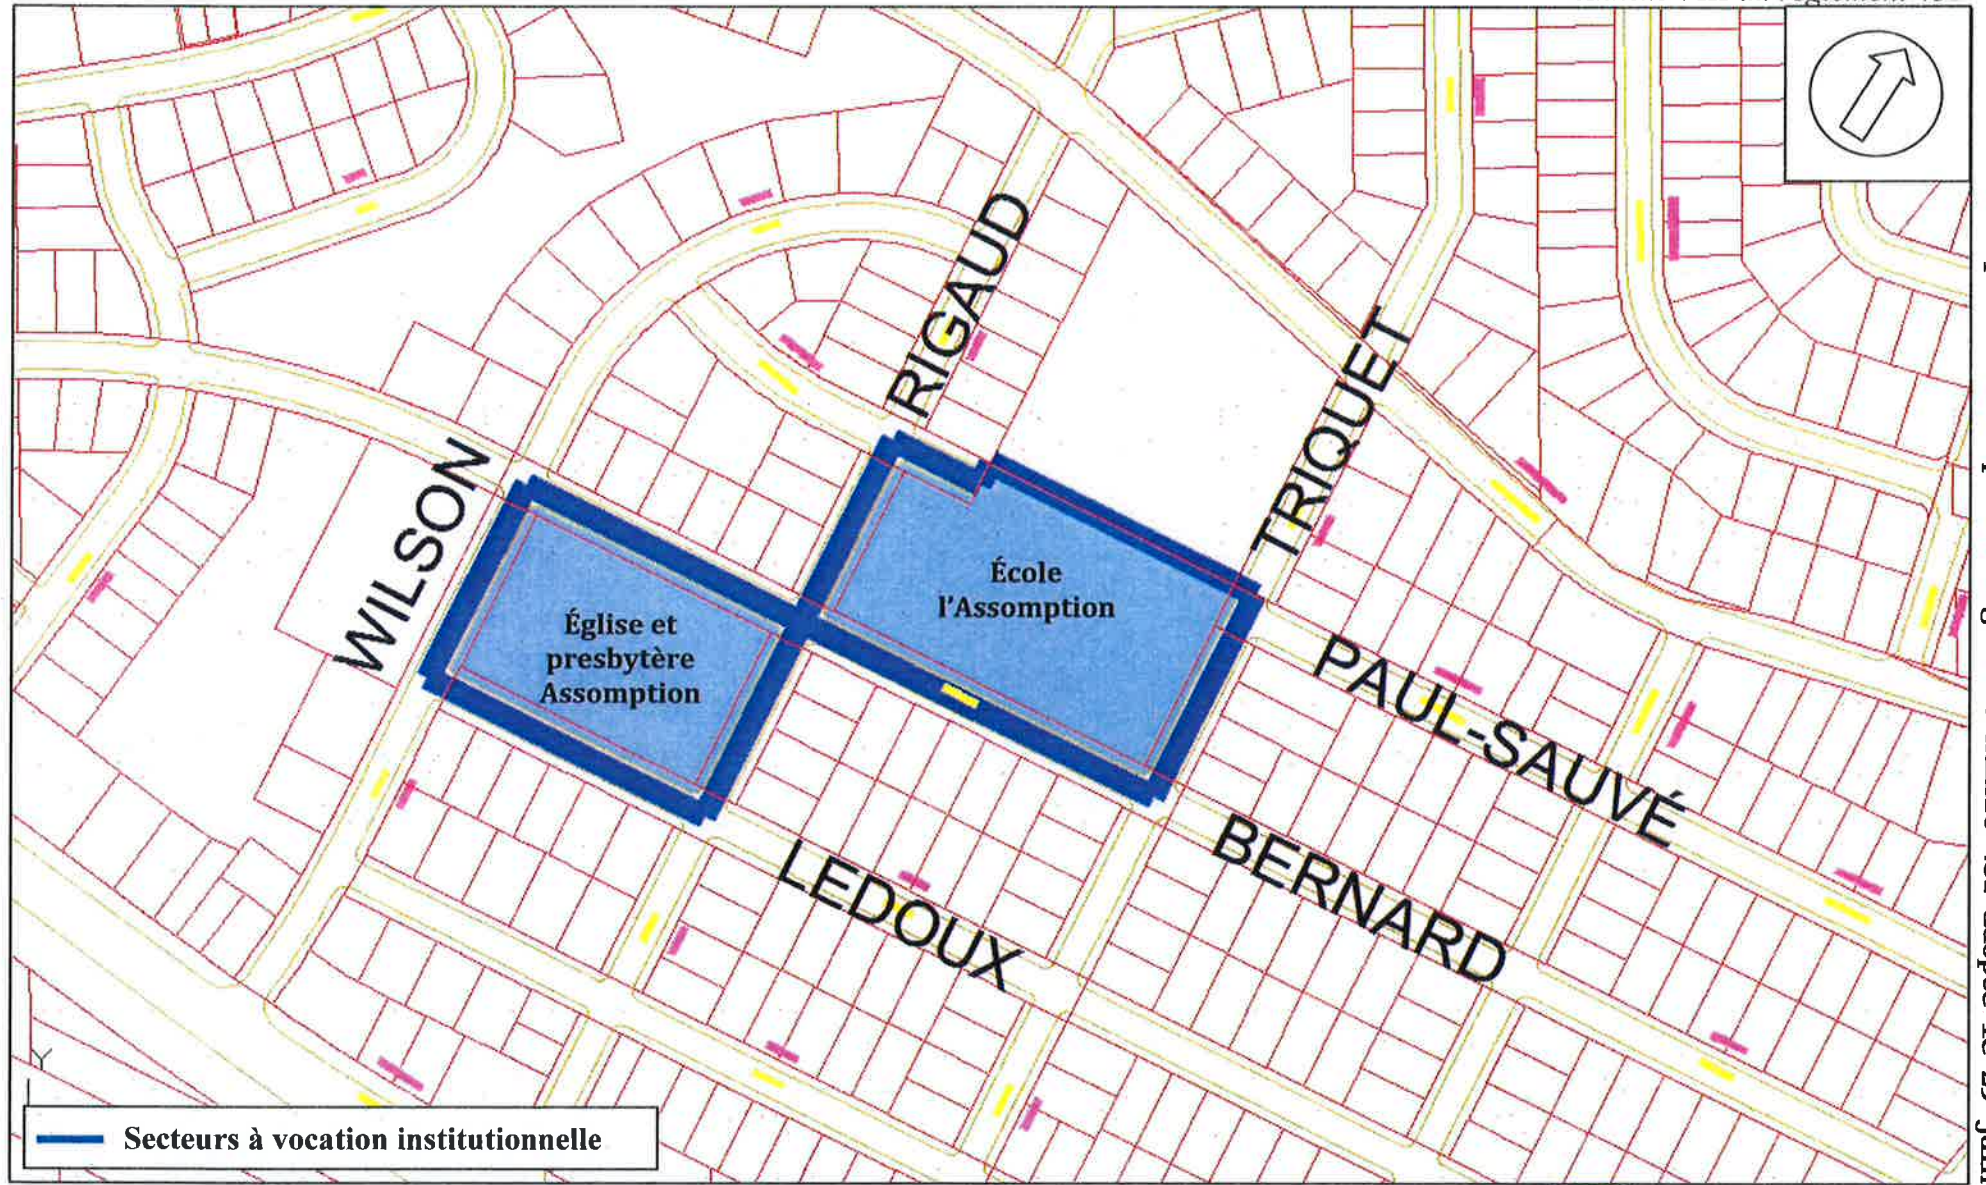 RIGAUD
TRIQUET
WILSON
École
l'Assomption
Église et
presbytère
Assomption
PAUL-SAUVÉ
BERNARD
LEDOUX
Y
Secteurs à vocation institutionnelle